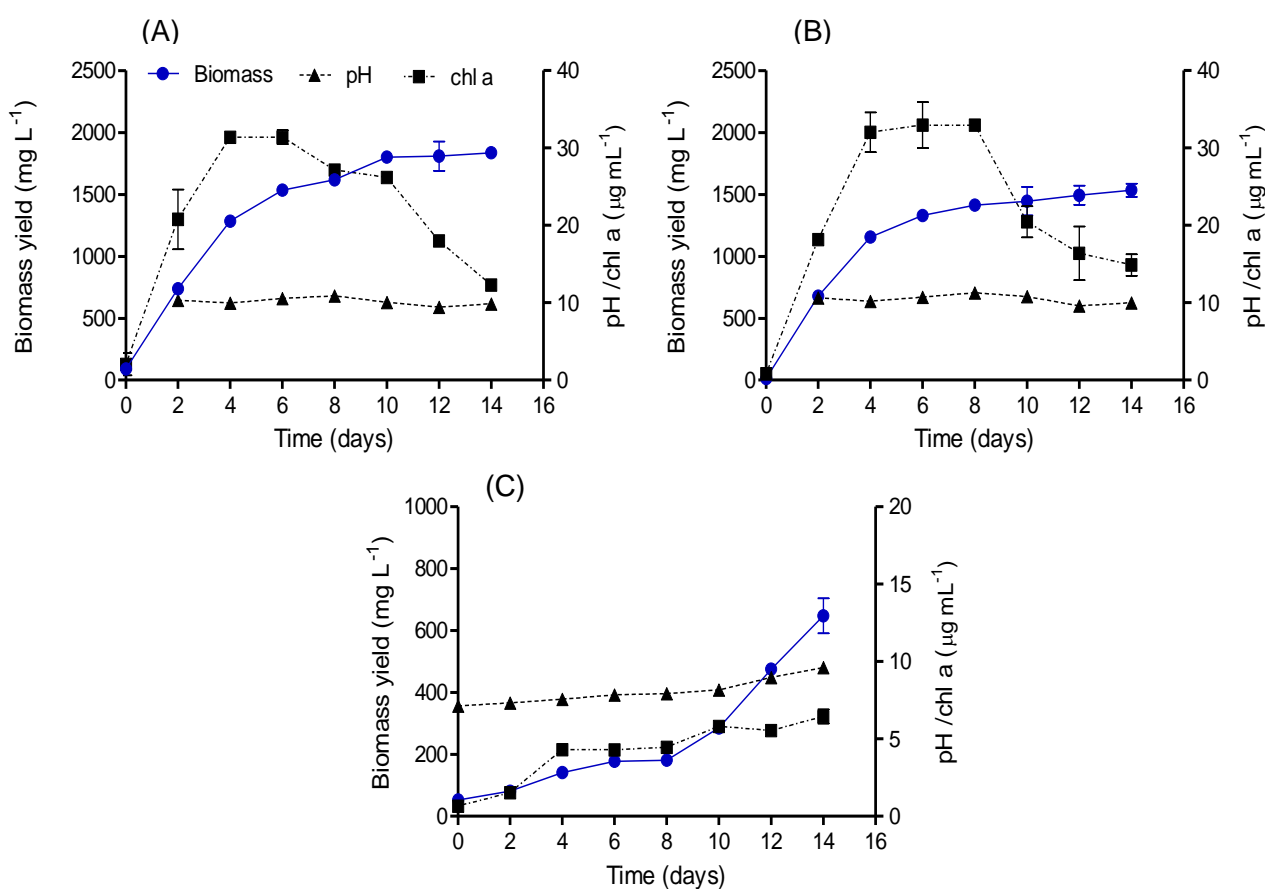 (A)
Biomass pH chl a
2500
2000
1500
1000
500
0
Biomass yield (mg L⁻¹)
40
30
20
10
0
pH /chl a (μg mL⁻¹)
0 2 4 6 8 10 12 14 16
Time (days)
(B)
2500
2000
1500
1000
500
0
Biomass yield (mg L⁻¹)
40
30
20
10
0
pH /chl a (μg mL⁻¹)
0 2 4 6 8 10 12 14 16
Time (days)
(C)
1000
800
600
400
200
0
Biomass yield (mg L⁻¹)
20
15
10
5
0
pH /chl a (μg mL⁻¹)
0 2 4 6 8 10 12 14 16
Time (days)